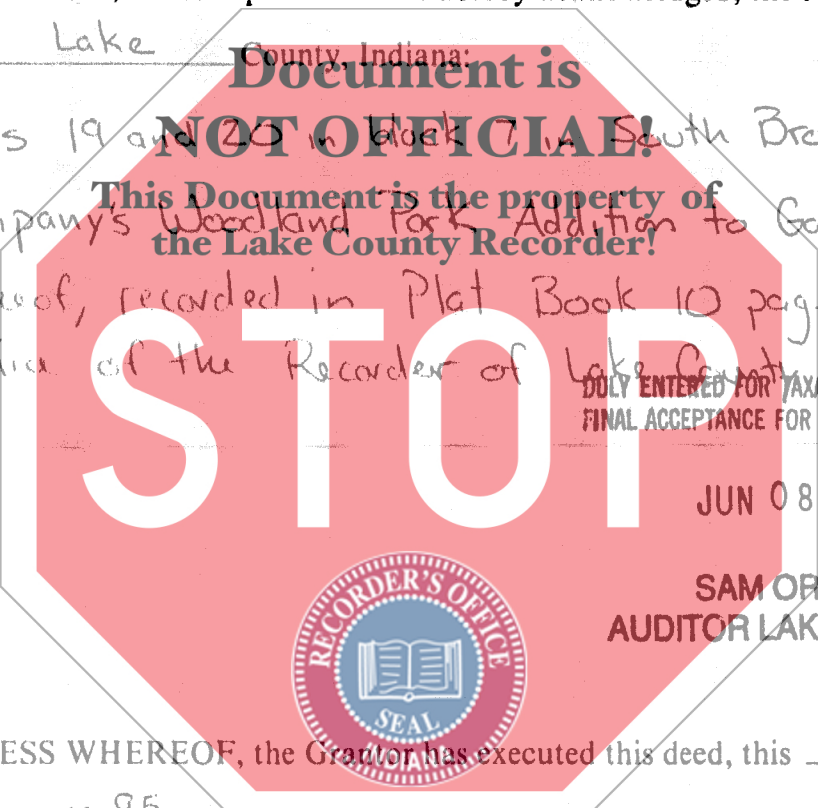 Lake County, Indiana:
Document is
s 19 and 20 in block 7 in South Bre
NOT OFFICIAL!
This Document is the property of
mpany's Woodland Park Addition to Ga
the Lake County Recorder!
eof, recorded in Plat Book 10 pag
of the Recorder of Lake County
DULY ENTERED FOR TAXA
FINAL ACCEPTANCE FOR
STOP
JUN 08
SAM OR
AUDITOR LAK
RECORDER'S OFFICE
SEAL
INDIANA
ESS WHEREOF, the Grantor has executed this deed, this
95